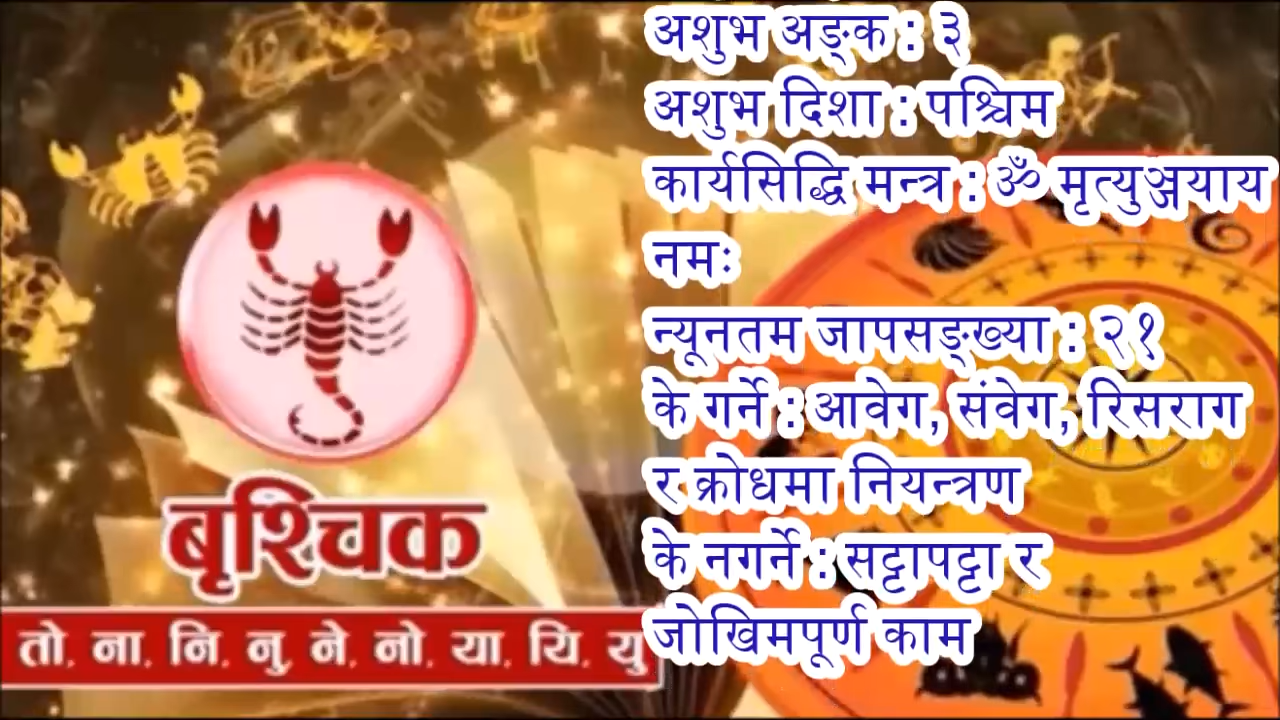 अशुभ अङ्क : ३
अशुभ दिशा : पश्चिम
कार्यसिद्धि मन्त्र : ॐ मृत्युञ्जयाय
नमः
न्यूनतम जापसङ्ख्या : २१
के गर्ने : आवेग, संवेग, रिसराग
र क्रोधमा नियन्त्रण
के नगर्ने : सट्टापट्टा र
जोखिमपूर्ण काम
बृश्चिक
तो. ना. नि. नु. ने. नो. या. यि. यु